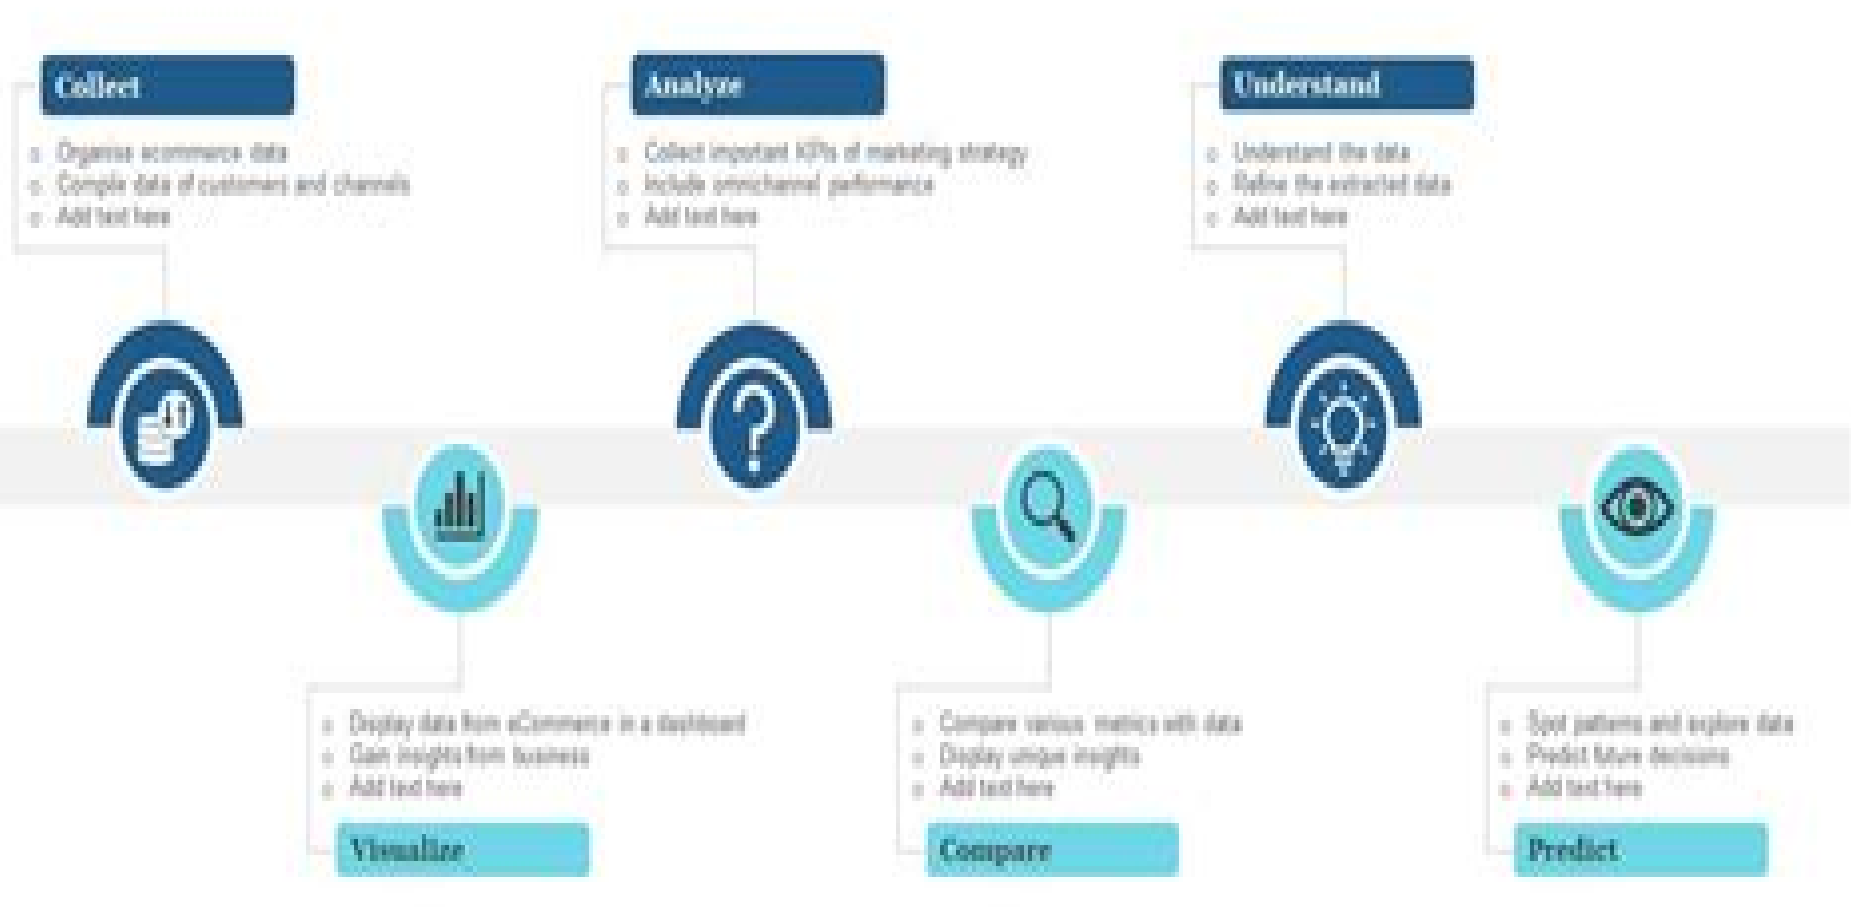 Collect
Organise ecommerce data
Compile data of customers and channels
Add text here
Analyze
Collect important KPIs of marketing strategy
Include omnichannel performance
Add text here
Understand
Understand the data
Refine the extracted data
Add text here
Display data from eCommerce in a dashboard
Gain insights from business
Add text here
Visualize
Compare various metrics with data
Display unique insights
Add text here
Compare
Spot patterns and explore data
Predict future decisions
Add text here
Predict